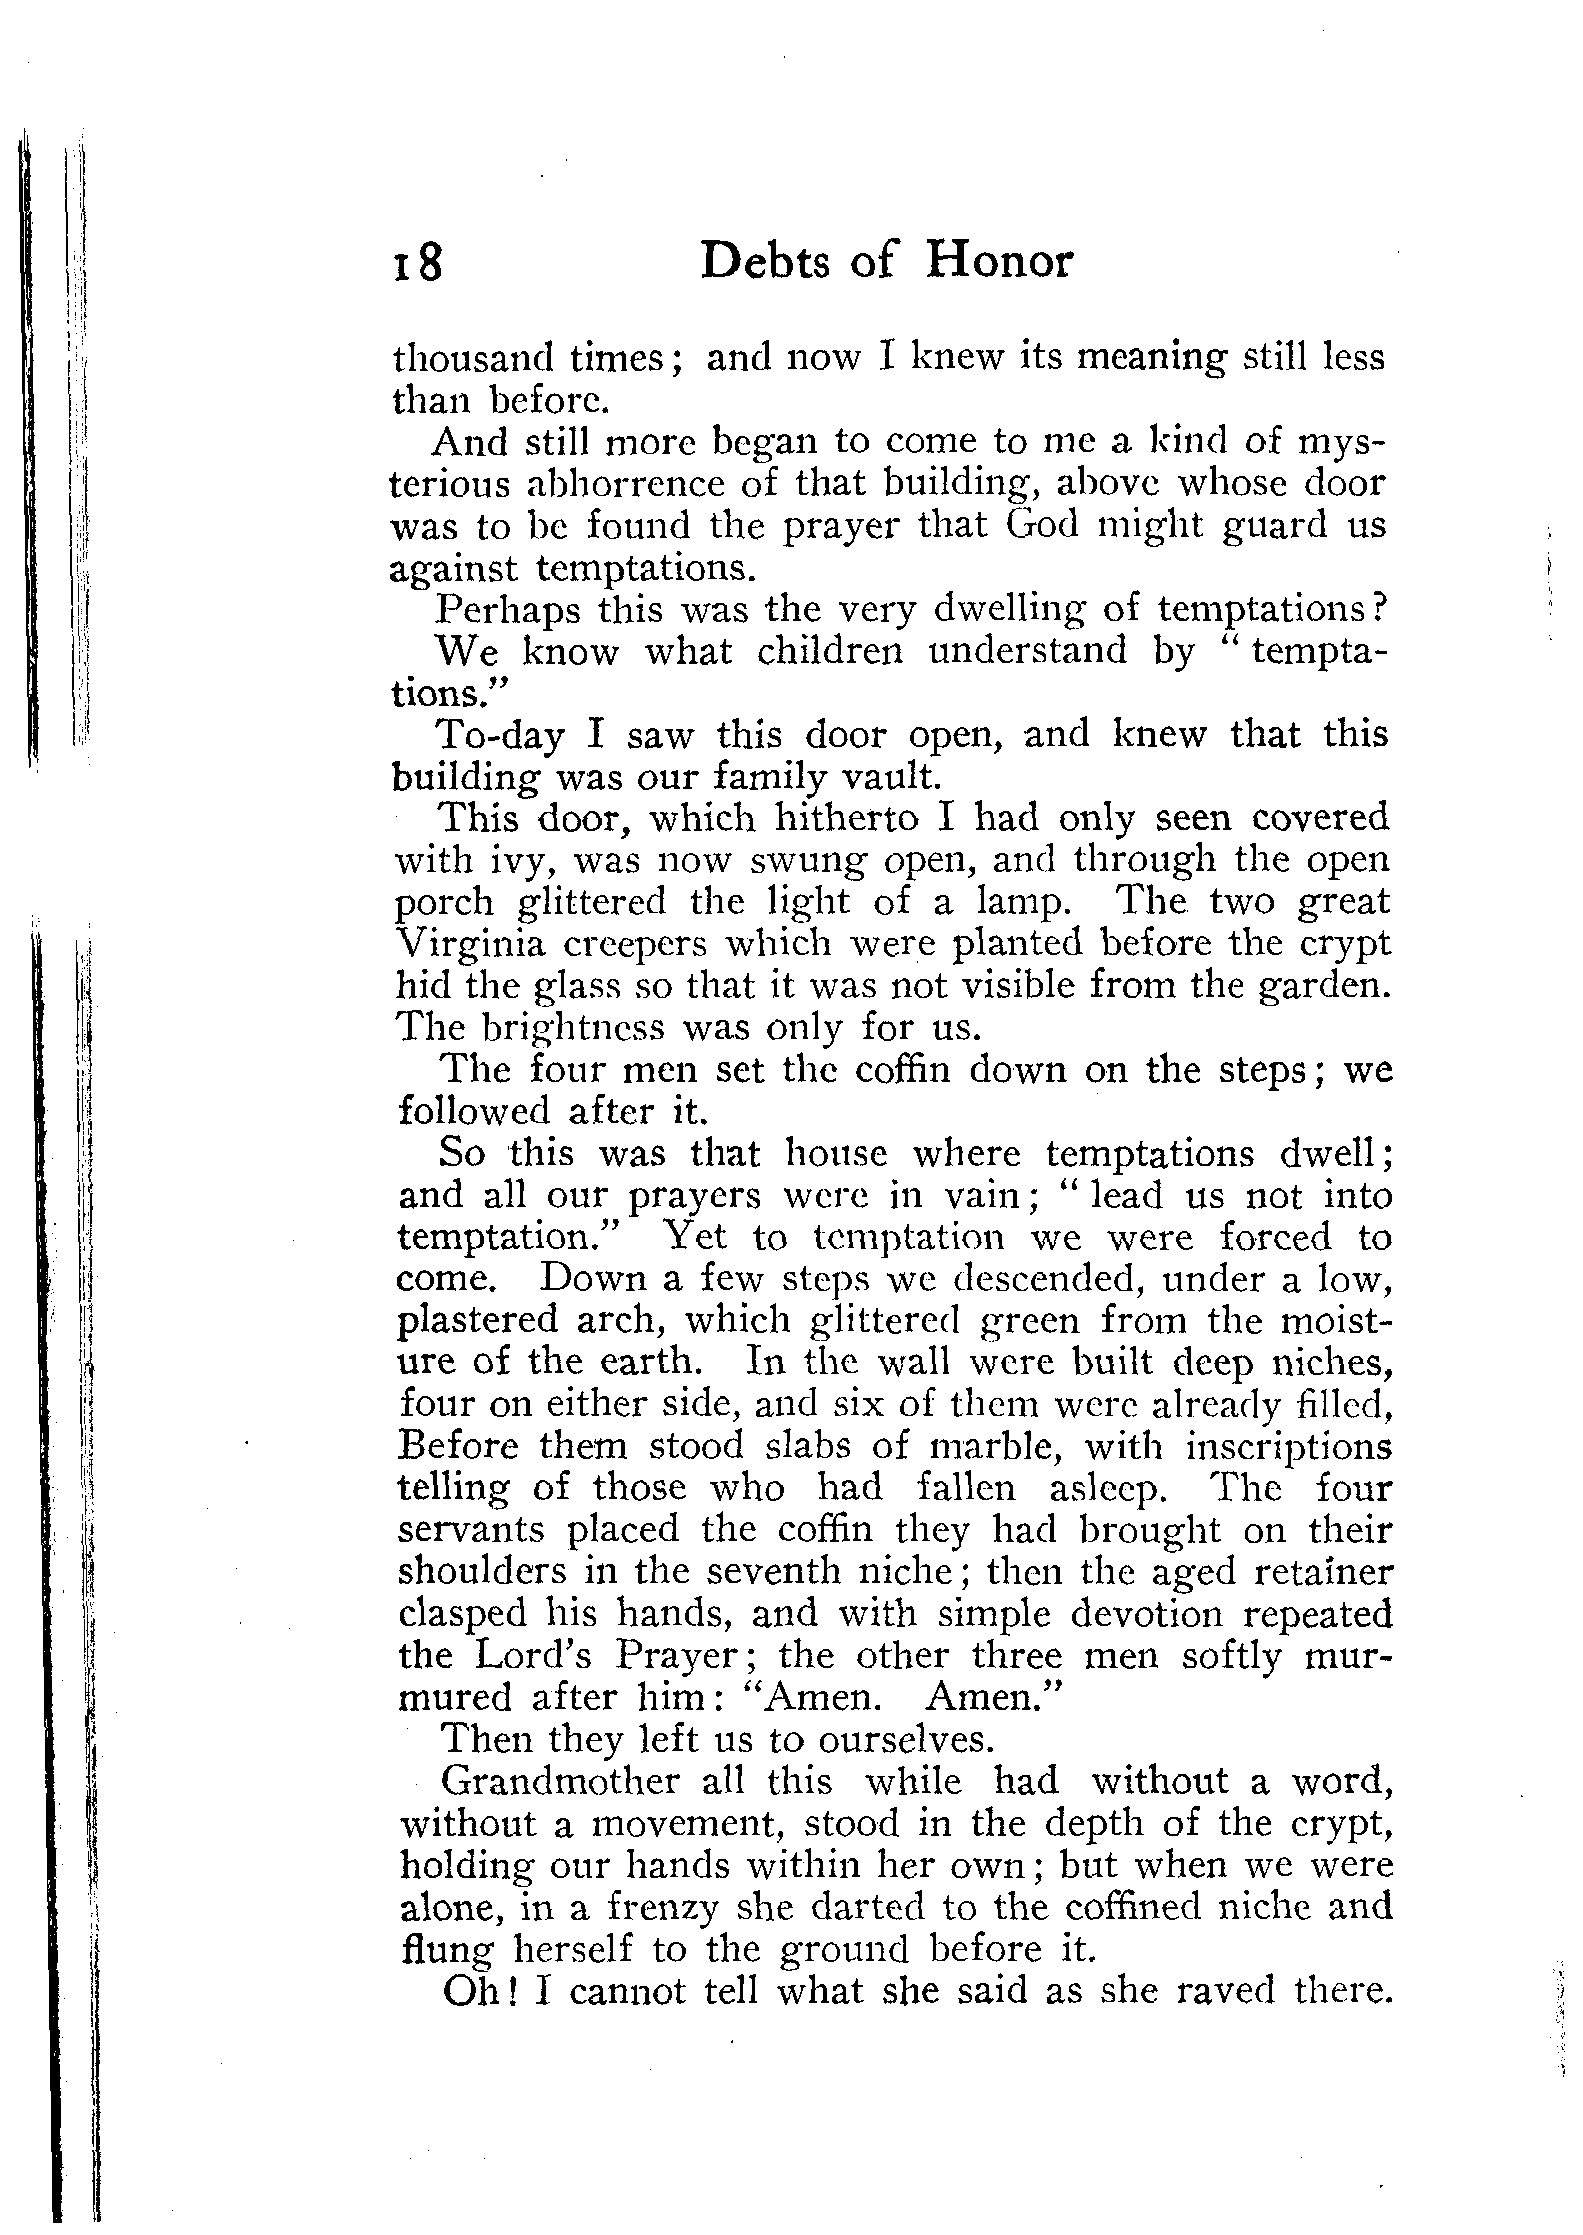 18 Debts of Honor
thousand times; and now I knew its meaning still less
than before.
And still more began to come to me a kind of mys-
terious abhorrence of that building, above whose door
was to be found the prayer that God might guard us
against temptations.
Perhaps this was the very dwelling of temptations?
We know what children understand by “ tempta-
tions.”
To-day I saw this door open, and knew that this
building was our family vault.
This door, which hitherto I had only seen covered
with ivy, was now swung open, and through the open
porch glittered the light of a lamp. The two great
Virginia creepers which were planted before the crypt
hid the glass so that it was not visible from the garden.
The brightness was only for us.
The four men set the coffin down on the steps; we
followed after it.
So this was that house where temptations dwell;
and all our prayers were in vain; “ lead us not into
temptation.” Yet to temptation we were forced to
come. Down a few steps we descended, under a low,
plastered arch, which glittered green from the moist-
ure of the earth. In the wall were built deep niches,
four on either side, and six of them were already filled,
Before them stood slabs of marble, with inscriptions
telling of those who had fallen asleep. The four
servants placed the coffin they had brought on their
shoulders in the seventh niche; then the aged retainer
clasped his hands, and with simple devotion repeated
the Lord’s Prayer; the other three men softly mur-
mured after him: “Amen. Amen.”
Then they left us to ourselves.
Grandmother all this while had without a word,
without a movement, stood in the depth of the crypt,
holding our hands within her own; but when we were
alone, in a frenzy she darted to the coffined niche and
flung herself to the ground before it.
Oh! I cannot tell what she said as she raved there.